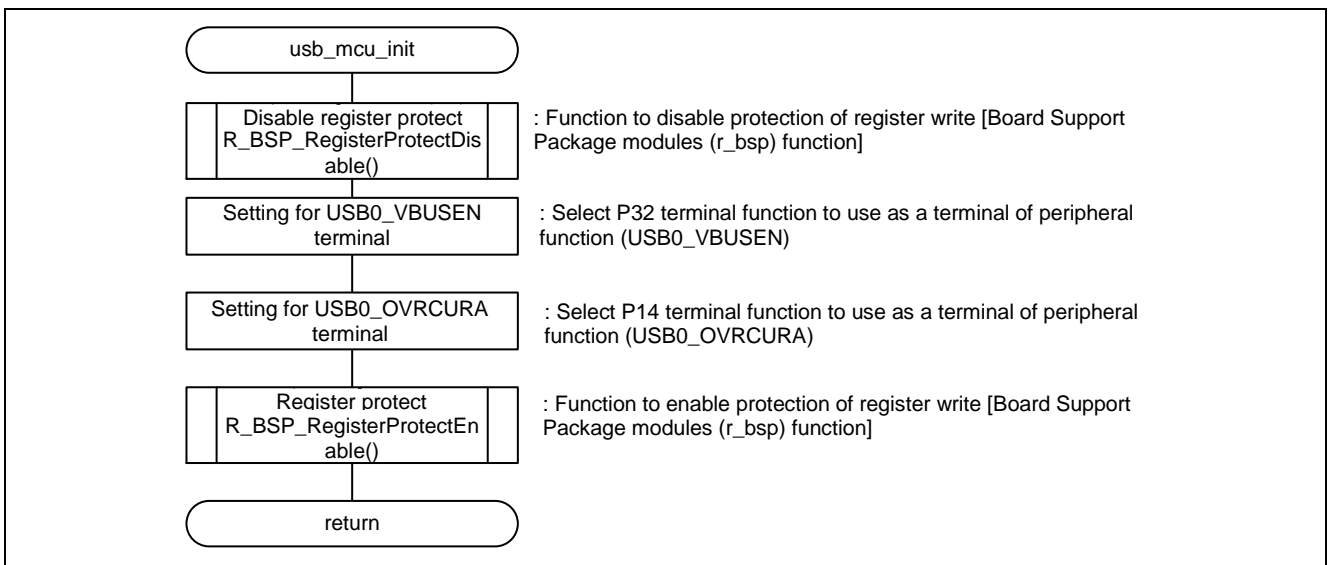 usb_mcu_init
Disable register protect
R_BSP_RegisterProtectDis
able()
: Function to disable protection of register write [Board Support
Package modules (r_bsp) function]
Setting for USB0_VBUSEN
terminal
: Select P32 terminal function to use as a terminal of peripheral
function (USB0_VBUSEN)
Setting for USB0_OVRCURA
terminal
: Select P14 terminal function to use as a terminal of peripheral
function (USB0_OVRCURA)
Register protect
R_BSP_RegisterProtectEn
able()
: Function to enable protection of register write [Board Support
Package modules (r_bsp) function]
return